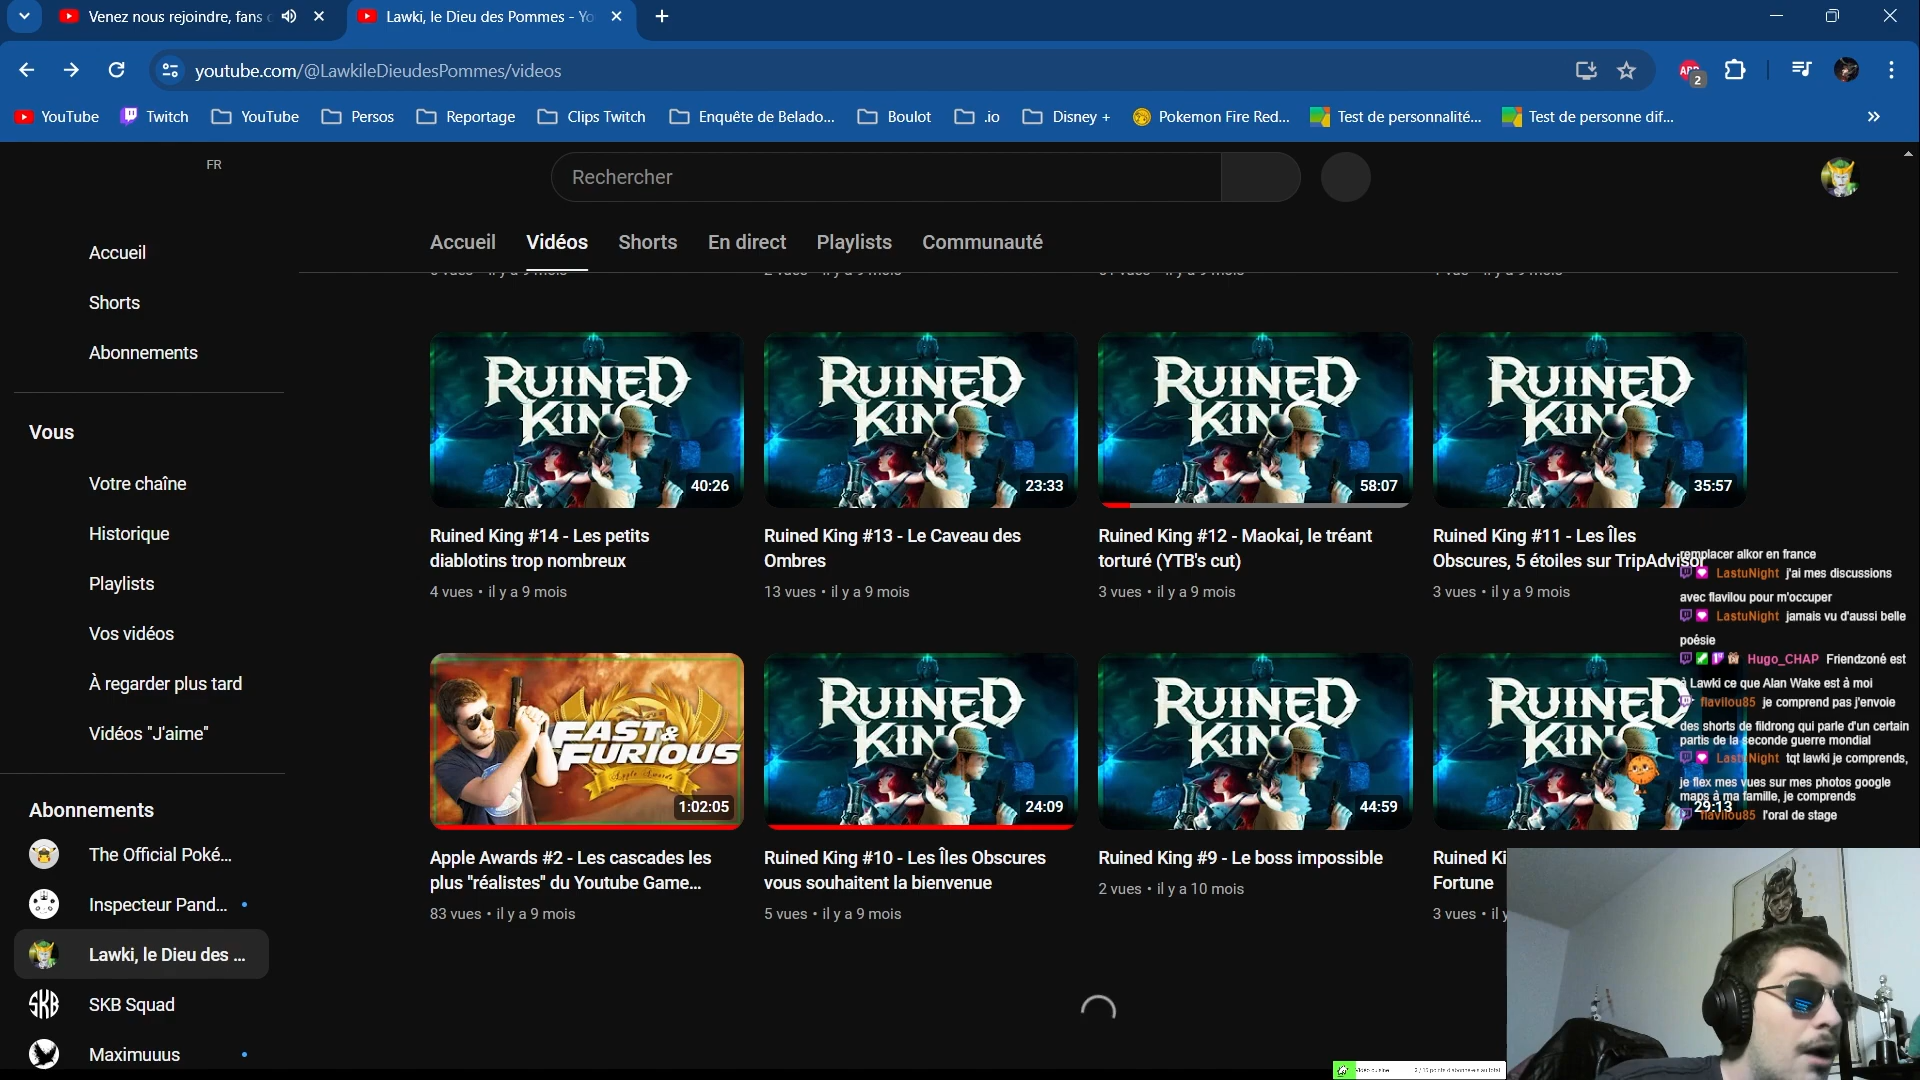 Venez nous rejoindre, fans
Lawki, le Dieu des Pommes - Yo
youtube.com/@LawkileDieudesPommes/videos
ABP
2
YouTube
Twitch
YouTube
Persos
Reportage
Clips Twitch
Enquête de Belado...
Boulot
.io
Disney +
Pokemon Fire Red...
Test de personnalité...
Test de personne dif...
FR
Rechercher
Accueil
Shorts
Abonnements
Vous
Votre chaîne
Historique
Playlists
Vos vidéos
À regarder plus tard
Vidéos "J'aime"
Abonnements
The Official Poké...
Inspecteur Pand...
Lawki, le Dieu des ...
SKB Squad
Maximuuus
Accueil
Vidéos
Shorts
En direct
Playlists
Communauté
RUINED
KING
40:26
Ruined King #14 - Les petits
diablotins trop nombreux
4 vues • il y a 9 mois
RUINED
KING
23:33
Ruined King #13 - Le Caveau des
Ombres
13 vues • il y a 9 mois
RUINED
KING
58:07
Ruined King #12 - Maokai, le tréant
torturé (YTB's cut)
3 vues • il y a 9 mois
RUINED
KING
35:57
Ruined King #11 - Les Îles
Obscures, 5 étoiles sur TripAdvisor
3 vues • il y a 9 mois
FAST &
FURIOUS
Apple Awards
1:02:05
Apple Awards #2 - Les cascades les
plus "réalistes" du Youtube Game...
83 vues • il y a 9 mois
RUINED
KING
24:09
Ruined King #10 - Les Îles Obscures
vous souhaitent la bienvenue
5 vues • il y a 9 mois
RUINED
KING
44:59
Ruined King #9 - Le boss impossible
2 vues • il y a 10 mois
RUINED
KING
29:13
Ruined Ki
Fortune
3 vues • il y
remplacer alkor en france
LastuNight j'ai mes discussions
avec flavilou pour m'occuper
LastuNight jamais vu d'aussi belle
poésie
Hugo_CHAP Friendzoné est
à Lawki ce que Alan Wake est à moi
flavilou85 je comprend pas j'envoie
des shorts de fildrong qui parle d'un certain
partis de la seconde guerre mondial
LastuNight tqt lawki je comprends,
je flex mes vues sur mes photos google
maps à ma famille, je comprends
flavilou85 l'oral de stage